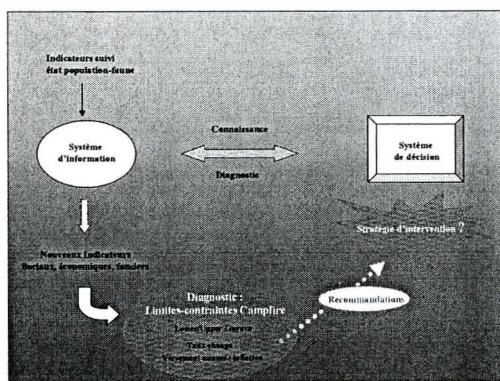 Indicateurs suivi
état population-faune
Système
d'information
Connaissance
Diagnostic
Système
de décision
Stratégie d'intervention ?
Nouveaux Indicateurs
Sociaux, économiques, fonciers
Diagnostic :
Limites-contraintes Campfire
Taux change
Recommandations